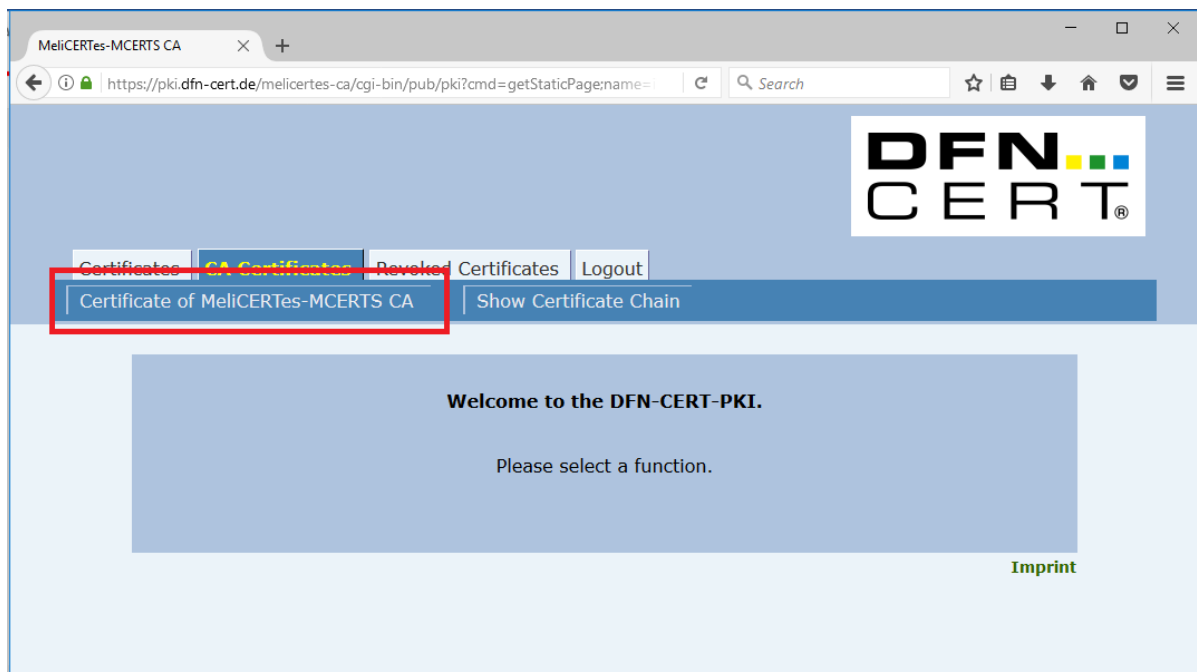 MeliCERTes-MCERTS CA
https://pki.dfn-cert.de/melicertes-ca/cgi-bin/pub/pki?cmd=getStaticPage;name=
Search
DFN
CERT®
Certificates CA Certificates Revoked Certificates Logout
Certificate of MeliCERTes-MCERTS CA Show Certificate Chain
Welcome to the DFN-CERT-PKI.
Please select a function.
Imprint